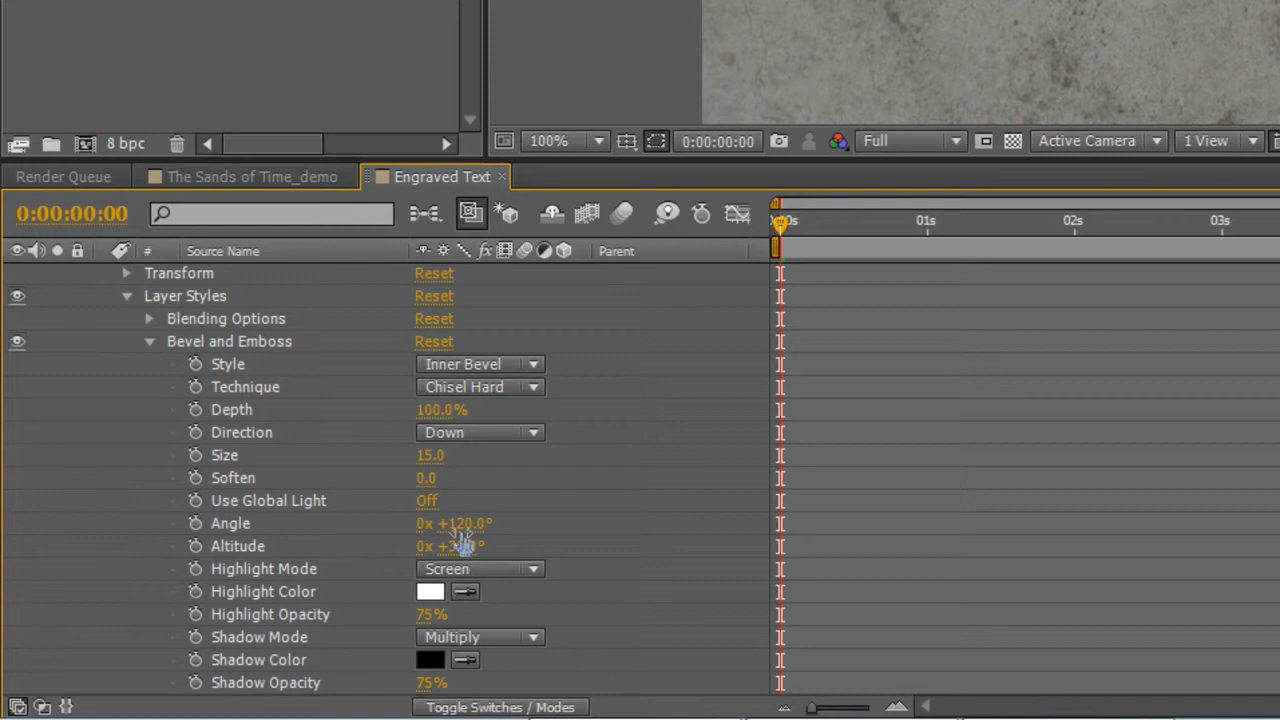 8 bpc
100%
0:00:00:00
Full
Active Camera
1 View
Render Queue
The Sands of Time_demo
Engraved Text
0:00:00:00
01s
02s
03s
#
Source Name
Parent
Transform
Reset
Layer Styles
Reset
Blending Options
Reset
Bevel and Emboss
Reset
Style
Inner Bevel
Technique
Chisel Hard
Depth
100.0%
Direction
Down
Size
15.0
Soften
0.0
Use Global Light
Off
Angle
0x +120.0°
Altitude
0x
Highlight Mode
Screen
Highlight Color
Highlight Opacity
75%
Shadow Mode
Multiply
Shadow Color
Shadow Opacity
75%
Toggle Switches / Modes